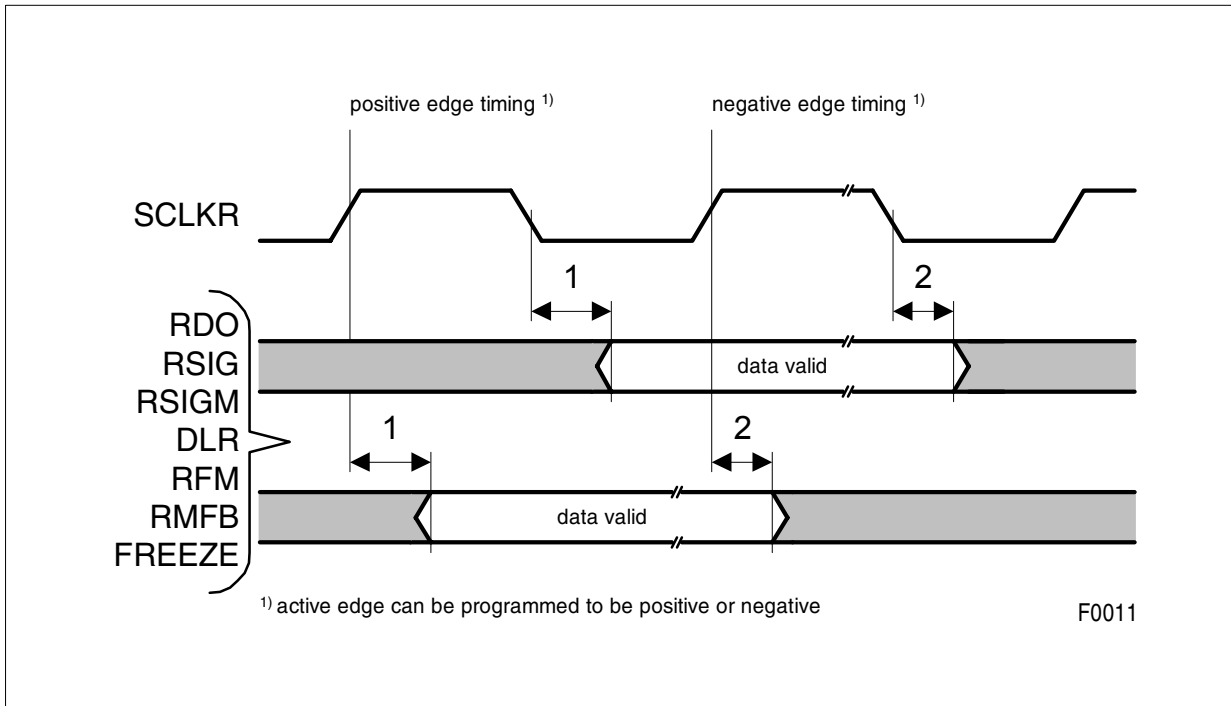 positive edge timing 1)
negative edge timing 1)
SCLKR
1
2
RDO
RSIG
data valid
RSIGM
DLR
1
2
RFM
RMFB
data valid
FREEZE
1) active edge can be programmed to be positive or negative
F0011